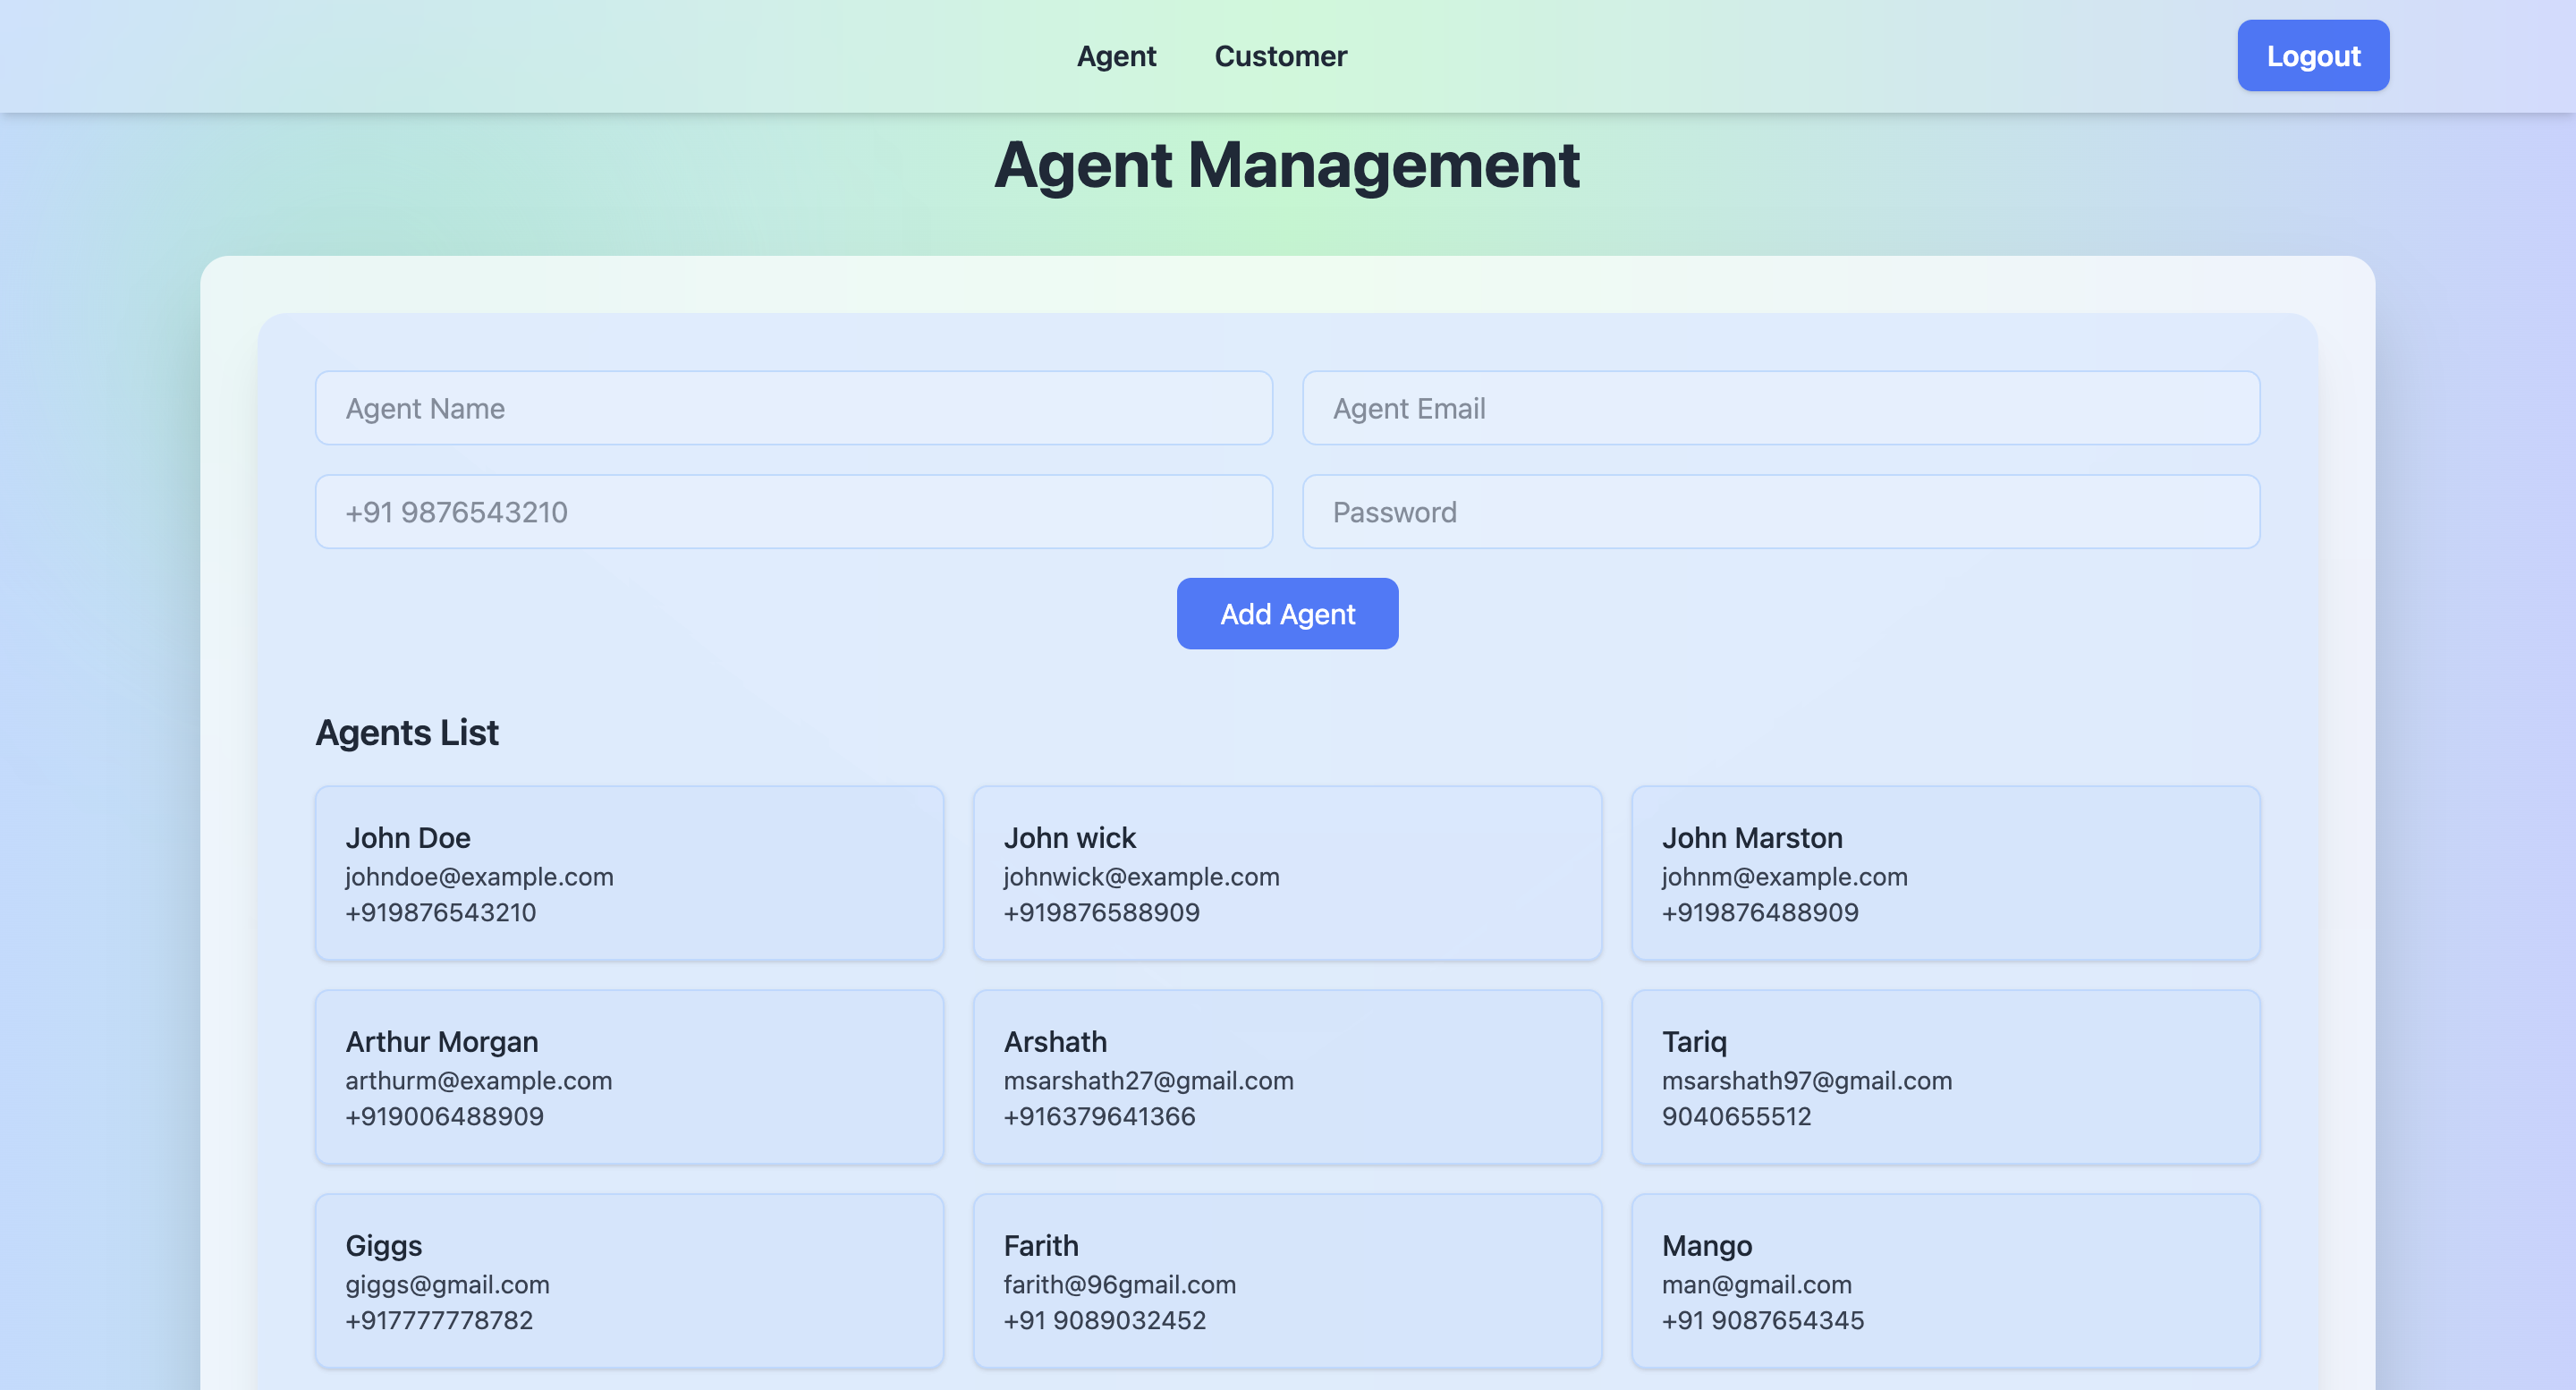 Agent Customer Logout
Agent Management
Agent Name Agent Email
+91 9876543210 Password
Add Agent
Agents List
John Doe
johndoe@example.com
+919876543210
John wick
johnwick@example.com
+919876588909
John Marston
johnm@example.com
+919876488909
Arthur Morgan
arthurm@example.com
+919006488909
Arshath
msarshath27@gmail.com
+916379641366
Tariq
msarshath97@gmail.com
9040655512
Giggs
giggs@gmail.com
+917777778782
Farith
farith@96gmail.com
+91 9089032452
Mango
man@gmail.com
+91 9087654345